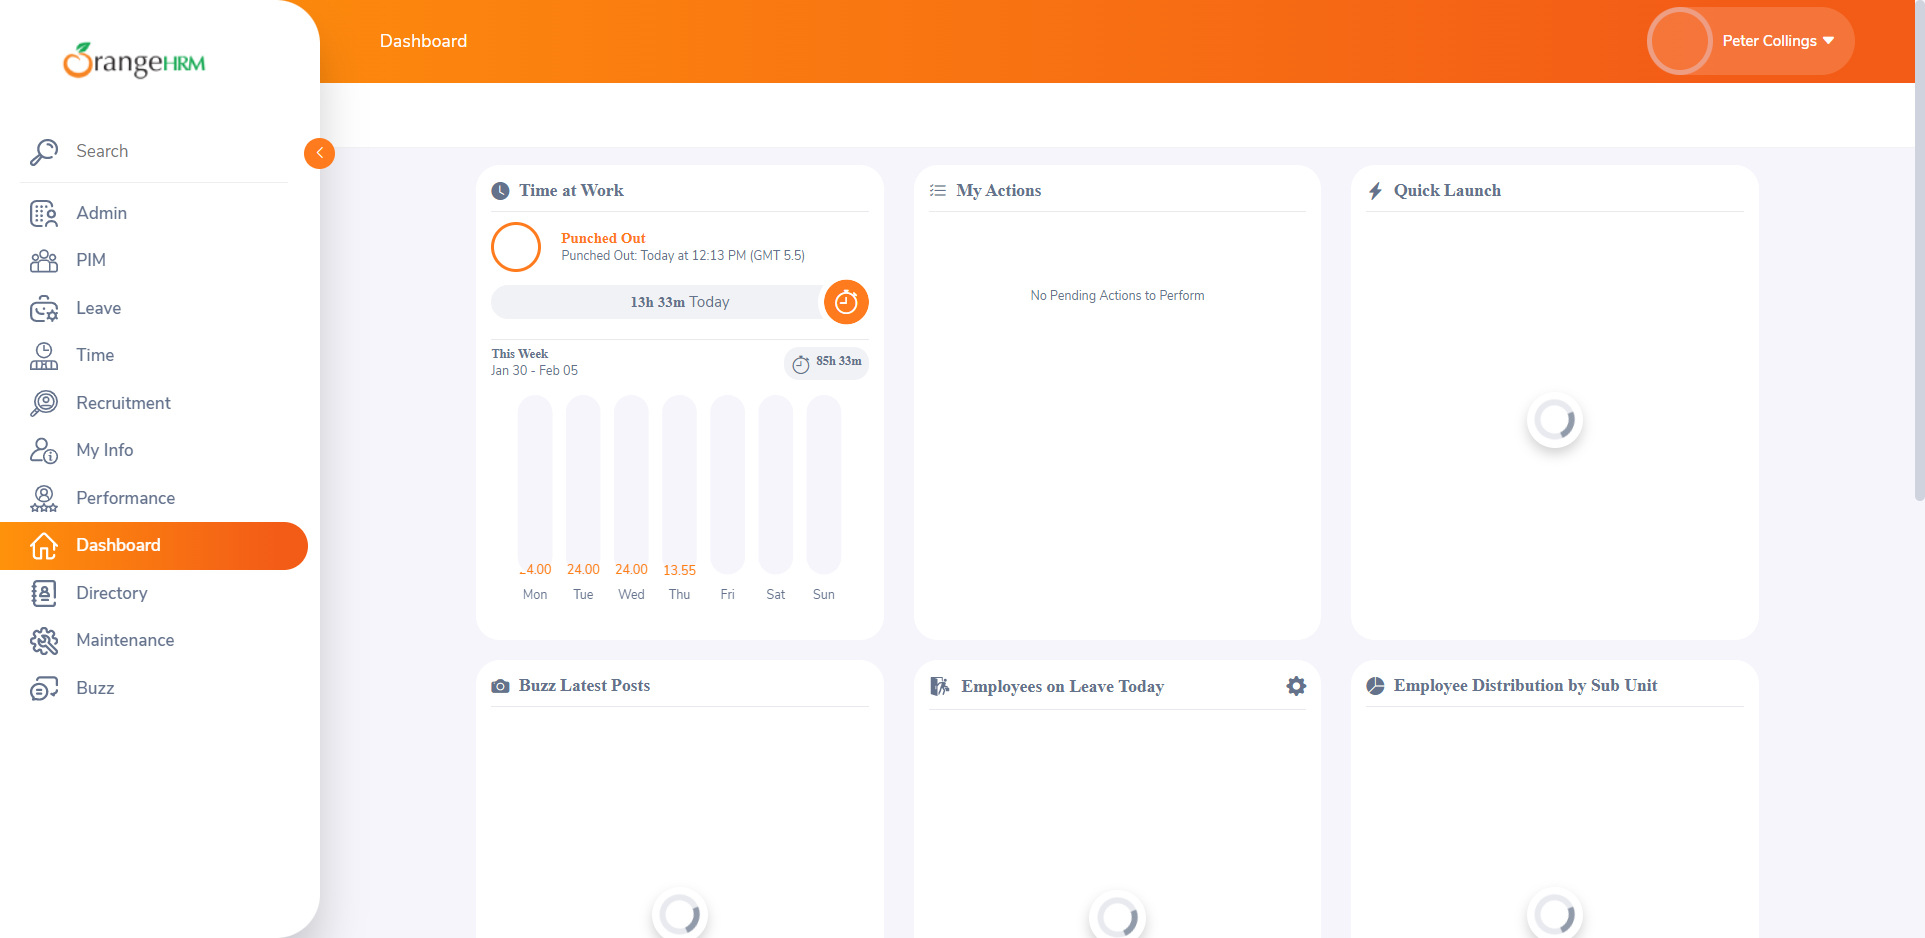 OrangeHRM
Dashboard
Peter Collings
Search
Admin
PIM
Leave
Time
Recruitment
My Info
Performance
Dashboard
Directory
Maintenance
Buzz
Time at Work
Punched Out
Punched Out: Today at 12:13 PM (GMT 5.5)
13h 33m Today
This Week
Jan 30 - Feb 05
85h 33m
24.00 24.00 24.00 13.55
Mon Tue Wed Thu Fri Sat Sun
My Actions
No Pending Actions to Perform
Quick Launch
Buzz Latest Posts
Employees on Leave Today
Employee Distribution by Sub Unit